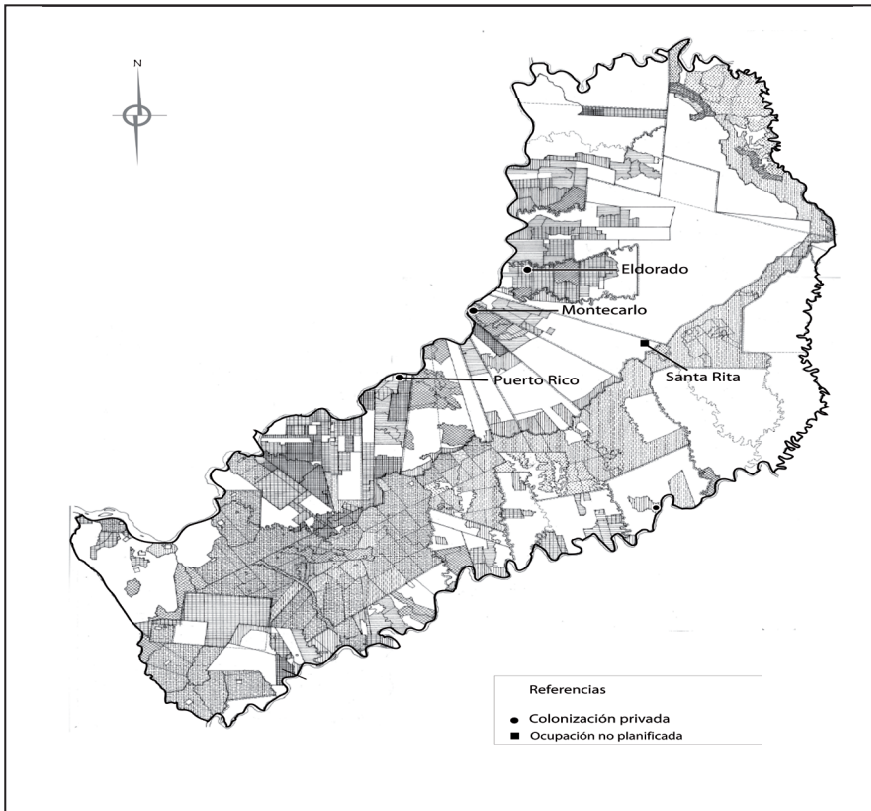 N
Eldorado
Montecarlo
Puerto Rico
Santa Rita
Referencias
Colonización privada
Ocupación no planificada